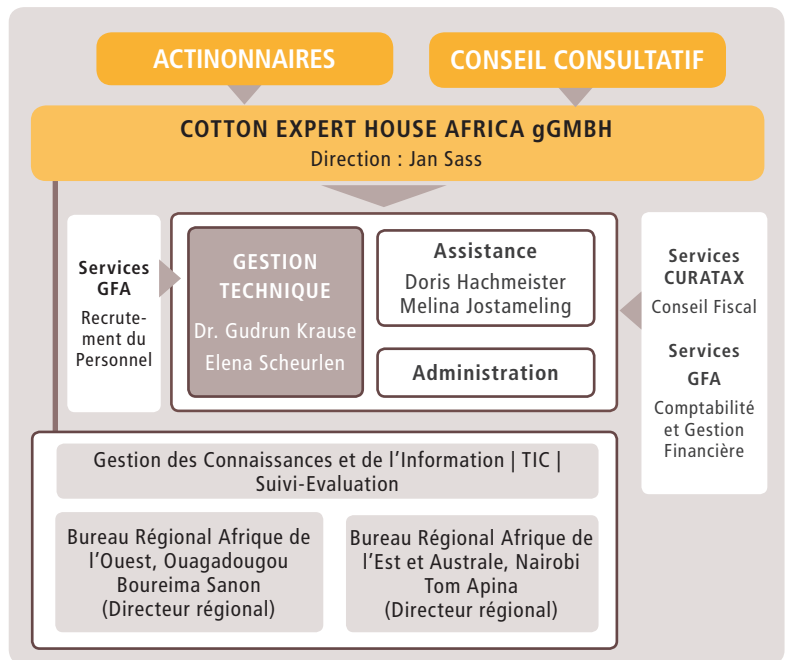 ACTINONNAIRES
CONSEIL CONSULTATIF
COTTON EXPERT HOUSE AFRICA gGMBH
Direction : Jan Sass
Services
GFA
Recrute-
ment du
Personnel
GESTION
TECHNIQUE
Dr. Gudrun Krause
Elena Scheurlen
Assistance
Doris Hachmeister
Melina Jostameling
Administration
Services
CURATAX
Conseil Fiscal
Services
GFA
Comptabilité
et Gestion
Financière
Gestion des Connaissances et de l’Information | TIC |
Suivi-Evaluation
Bureau Régional Afrique de
l’Ouest, Ouagadougou
Boureima Sanon
(Directeur régional)
Bureau Régional Afrique de
l’Est et Australe, Nairobi
Tom Apina
(Directeur régional)